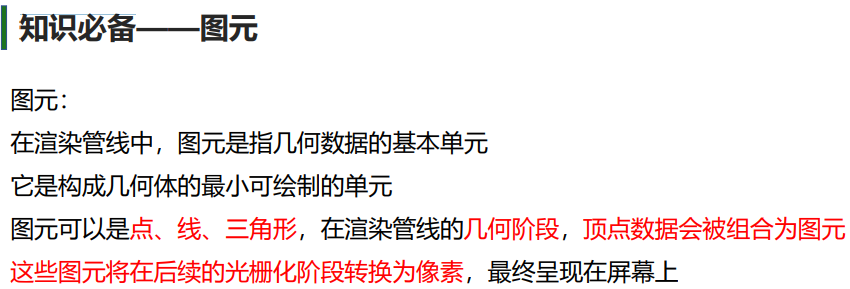 知识必备——图元
图元：
在渲染管线中，图元是指几何数据的基本单元
它是构成几何体的最小可绘制的单元
图元可以是点、线、三角形，在渲染管线的几何阶段，顶点数据会被组合为图元
这些图元将在后续的光栅化阶段转换为像素，最终呈现在屏幕上